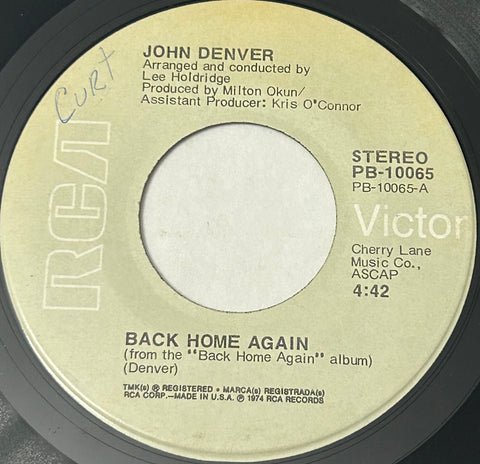 JOHN DENVER
Arranged and conducted by
Lee Holdridge
Produced by Milton Okun/
Assistant Producer: Kris O'Connor
Curt
RCA
STEREO
PB-10065
PB-10065-A
Victor
Cherry Lane
Music Co.,
ASCAP
4:42
BACK HOME AGAIN
(from the "Back Home Again" album)
(Denver)
TMK(s) ® REGISTERED • MARCA(s) REGISTRADA(s)
RCA CORP.—MADE IN U.S.A. ℗ 1974 RCA RECORDS